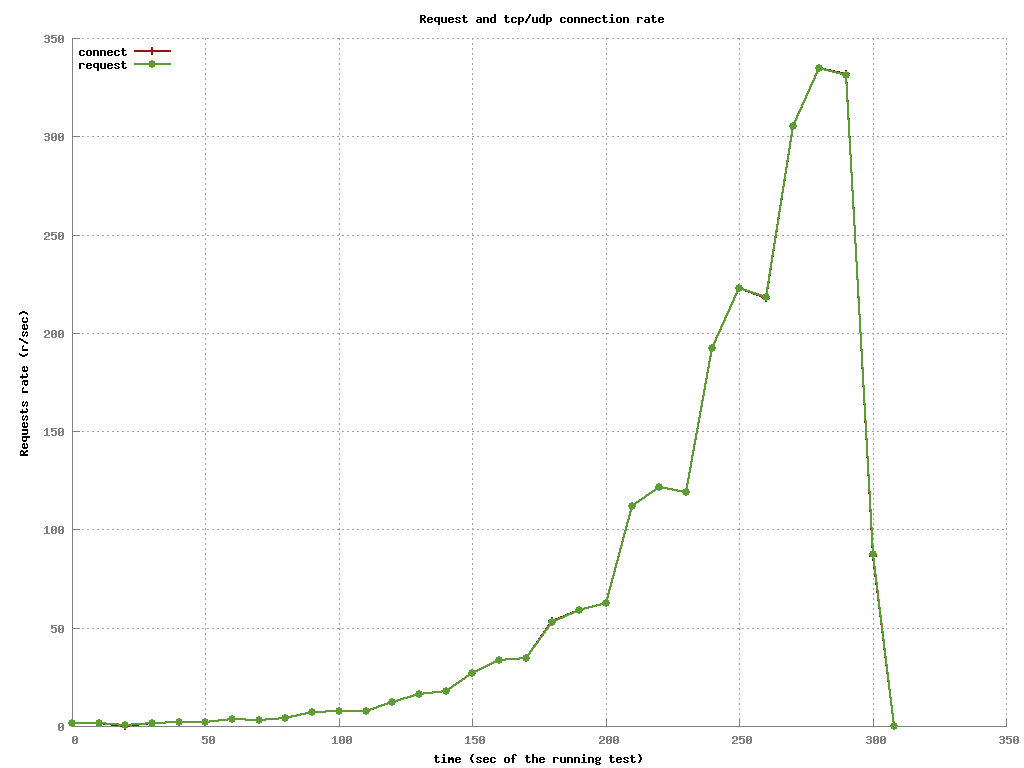 Request and tcp/udp connection rate
connect
request
350
300
250
200
150
100
50
0
Requests rate (r/sec)
0 50 100 150 200 250 300 350
time (sec of the running test)